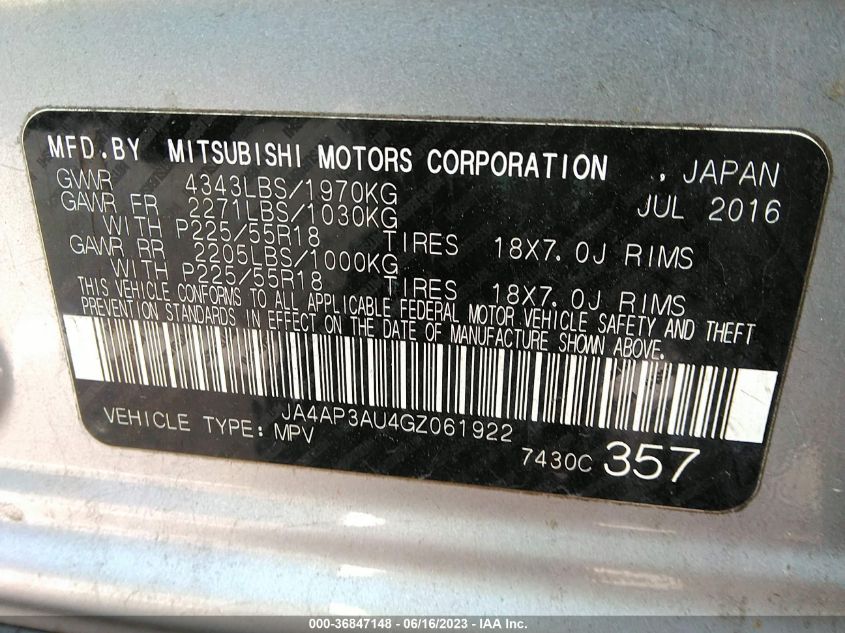 MFD.BY MITSUBISHI MOTORS CORPORATION , JAPAN
GVWR 4343LBS/1970KG JUL 2016
GAWR FR 2271LBS/1030KG
WITH P225/55R18 TIRES 18X7.0J RIMS
GAWR RR 2205LBS/1000KG
WITH P225/55R18 TIRES 18X7.0J RIMS
THIS VEHICLE CONFORMS TO ALL APPLICABLE FEDERAL MOTOR VEHICLE SAFETY AND THEFT
PREVENTION STANDARDS IN EFFECT ON THE DATE OF MANUFACTURE SHOWN ABOVE.
JA4AP3AU4GZ061922
VEHICLE TYPE: MPV
7430C 357
000-36847148 - 06/16/2023 - IAA Inc.